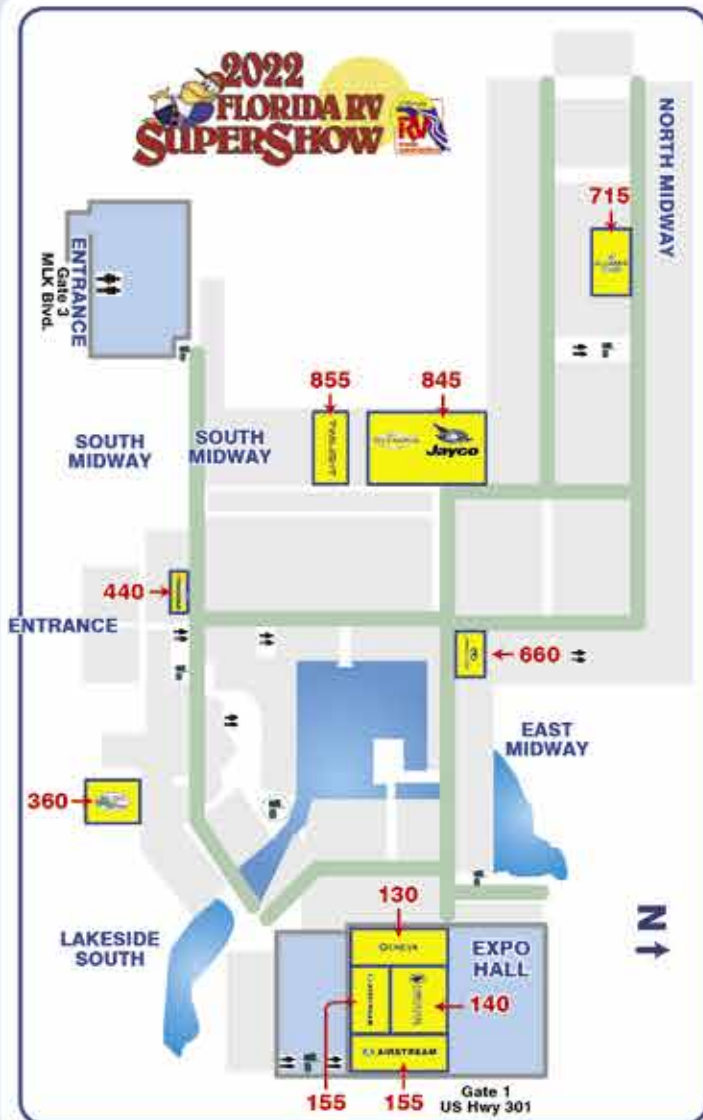 2022
FLORIDA RV
SUPERSHOW
RV
NORTH MIDWAY
715
ENTRANCE
Gate 3
MLK Blvd.
855
845
SOUTH
MIDWAY
SOUTH
MIDWAY
Jayco
440
ENTRANCE
660
EAST
MIDWAY
360
130
LAKESIDE
SOUTH
EXPO
HALL
N
140
AIRSTREAM
155
155
Gate 1
US Hwy 301